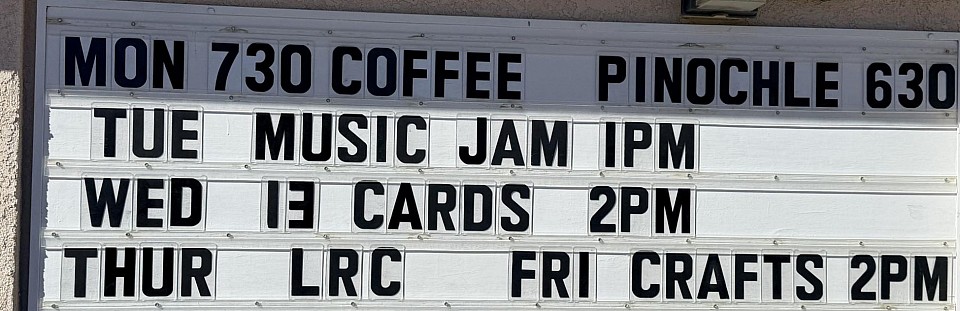 MON 730 COFFEE PINOCHLE 630
TUE MUSIC JAM 1PM
WED 13 CARDS 2PM
THUR LRC FRI CRAFTS 2PM